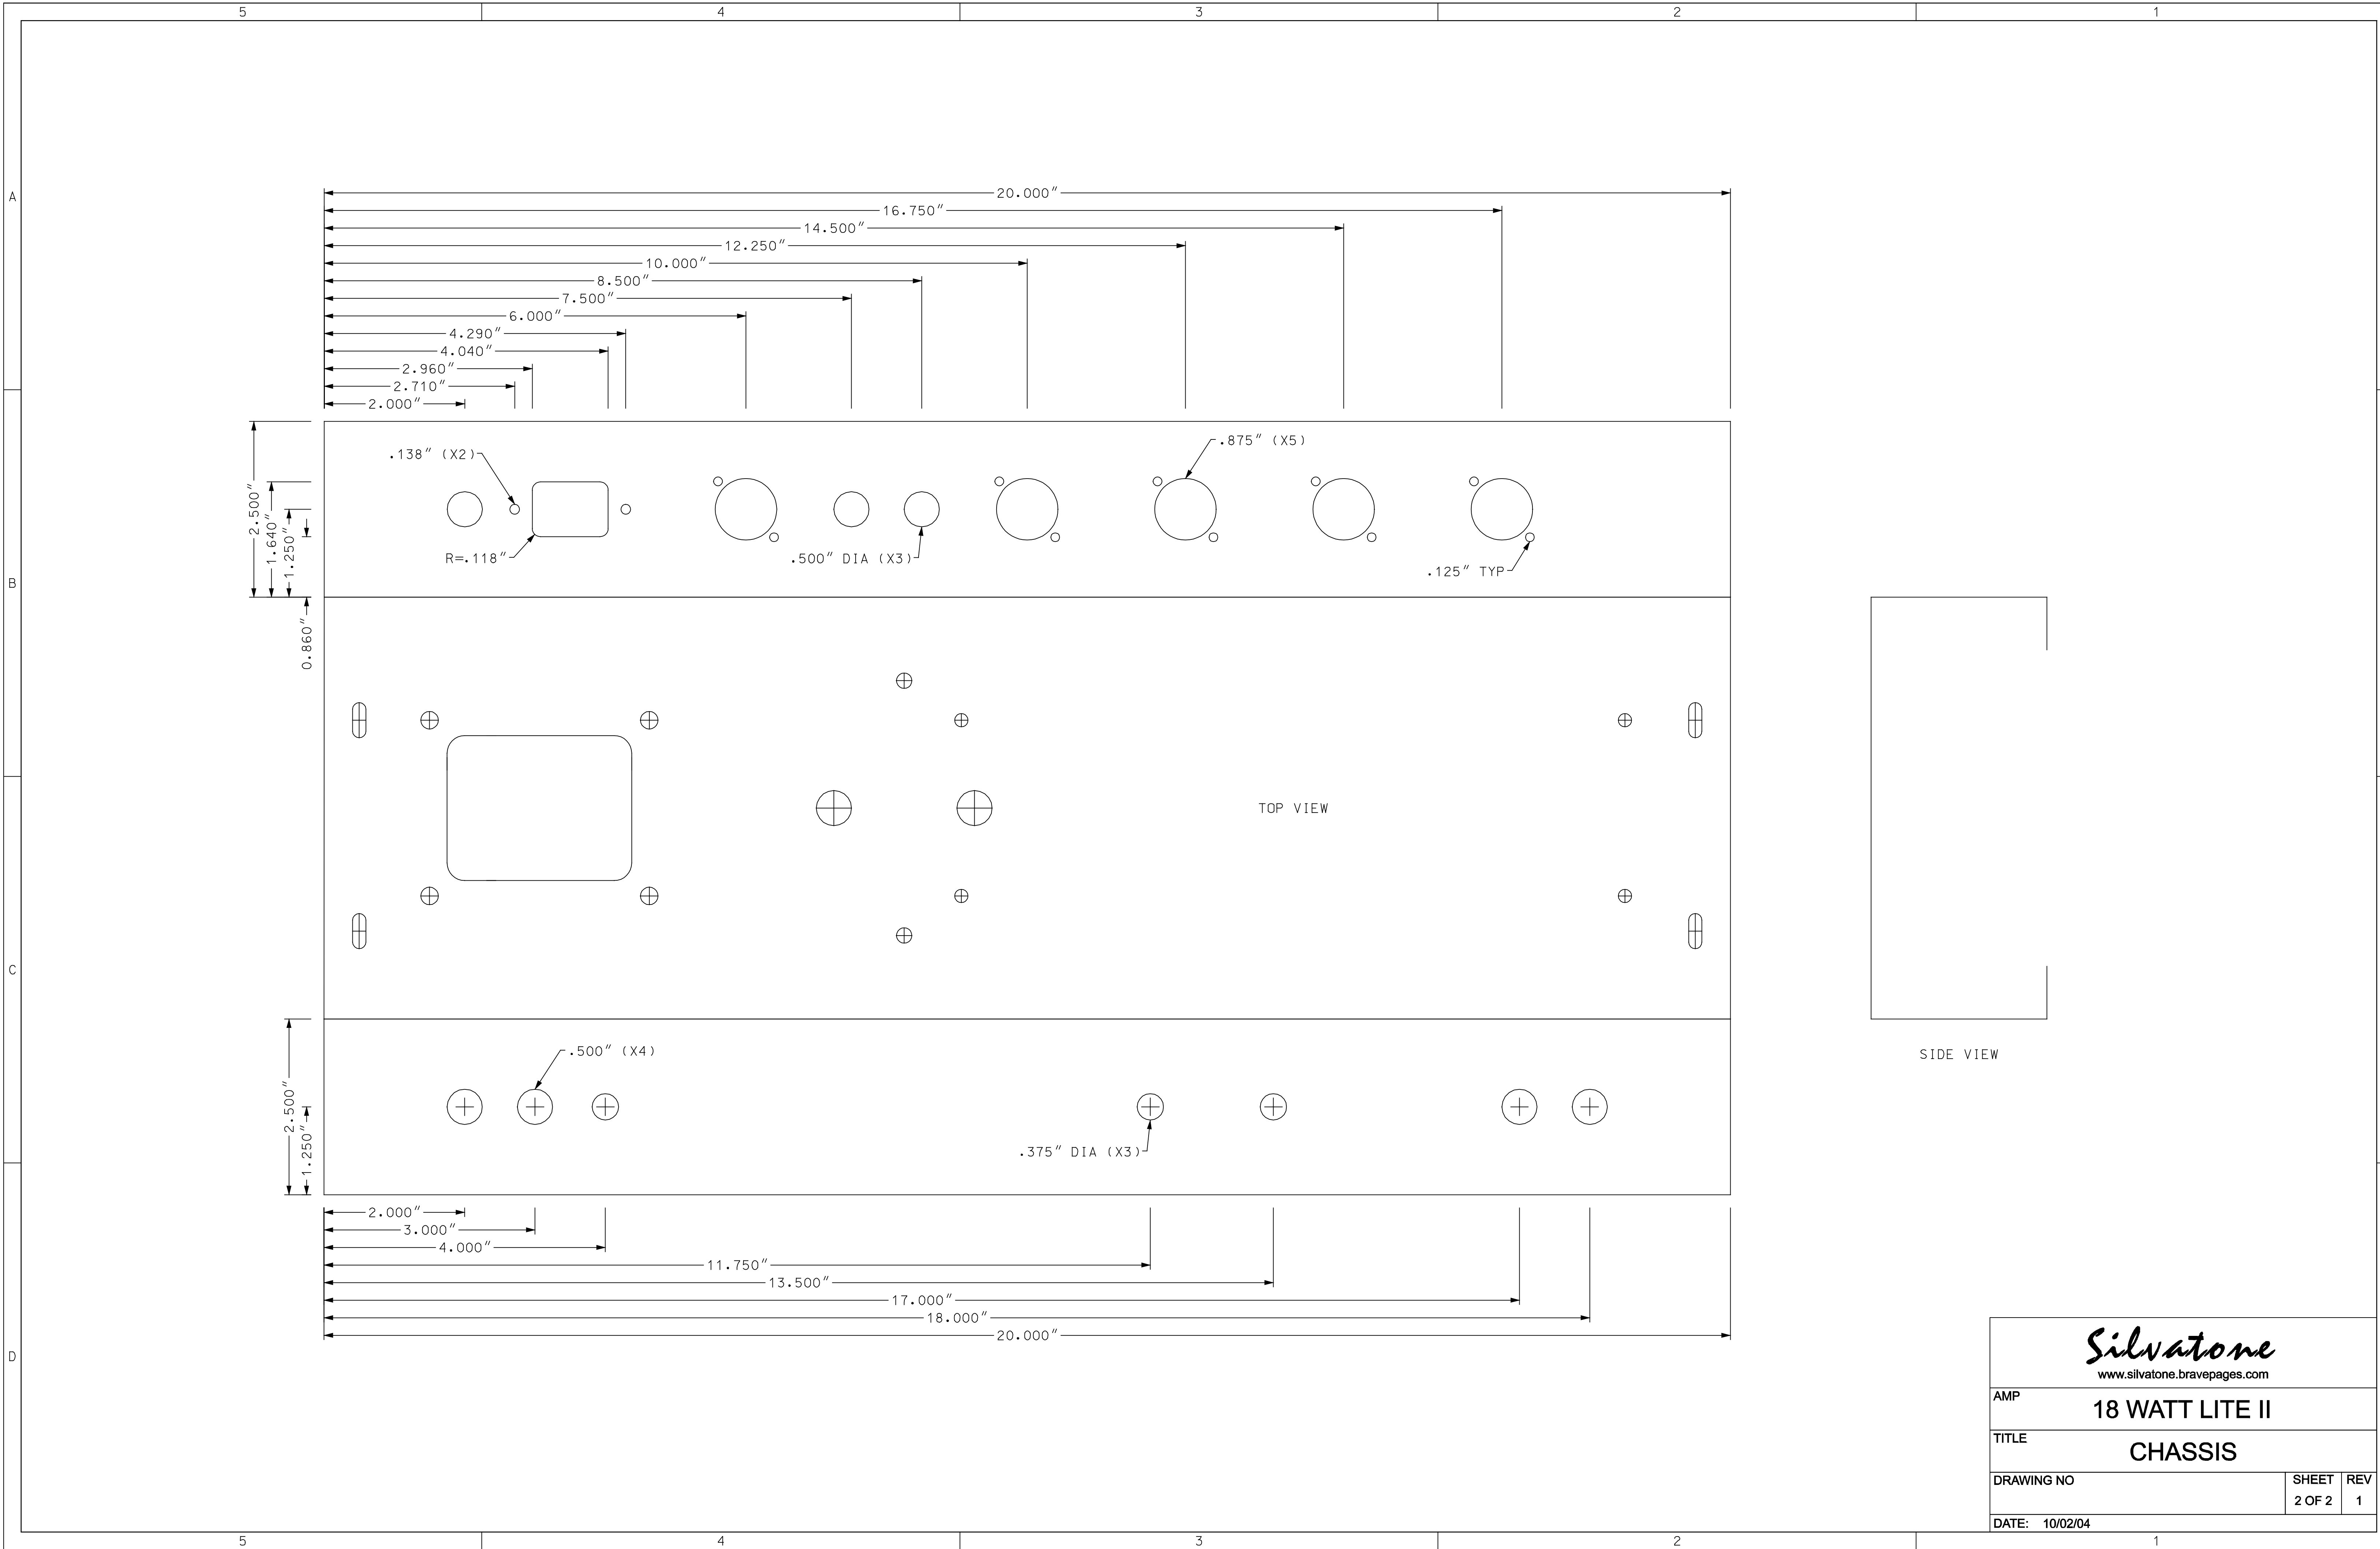 5 4 3 2 1
A
B
C
D
20.000"
16.750"
14.500"
12.250"
10.000"
8.500"
7.500"
6.000"
4.290"
4.040"
2.960"
2.710"
2.000"
2.500"
1.640"
1.250"
0.860"
.138" (X2)
.875" (X5)
R=.118"
.500" DIA (X3)
.125" TYP
TOP VIEW
SIDE VIEW
2.500"
1.250"
.500" (X4)
.375" DIA (X3)
2.000"
3.000"
4.000"
11.750"
13.500"
17.000"
18.000"
20.000"
Silvatone
www.silvatone.bravepages.com
AMP
18 WATT LITE II
TITLE
CHASSIS
DRAWING NO
SHEET REV
2 OF 2 1
DATE: 10/02/04
5 4 3 2 1